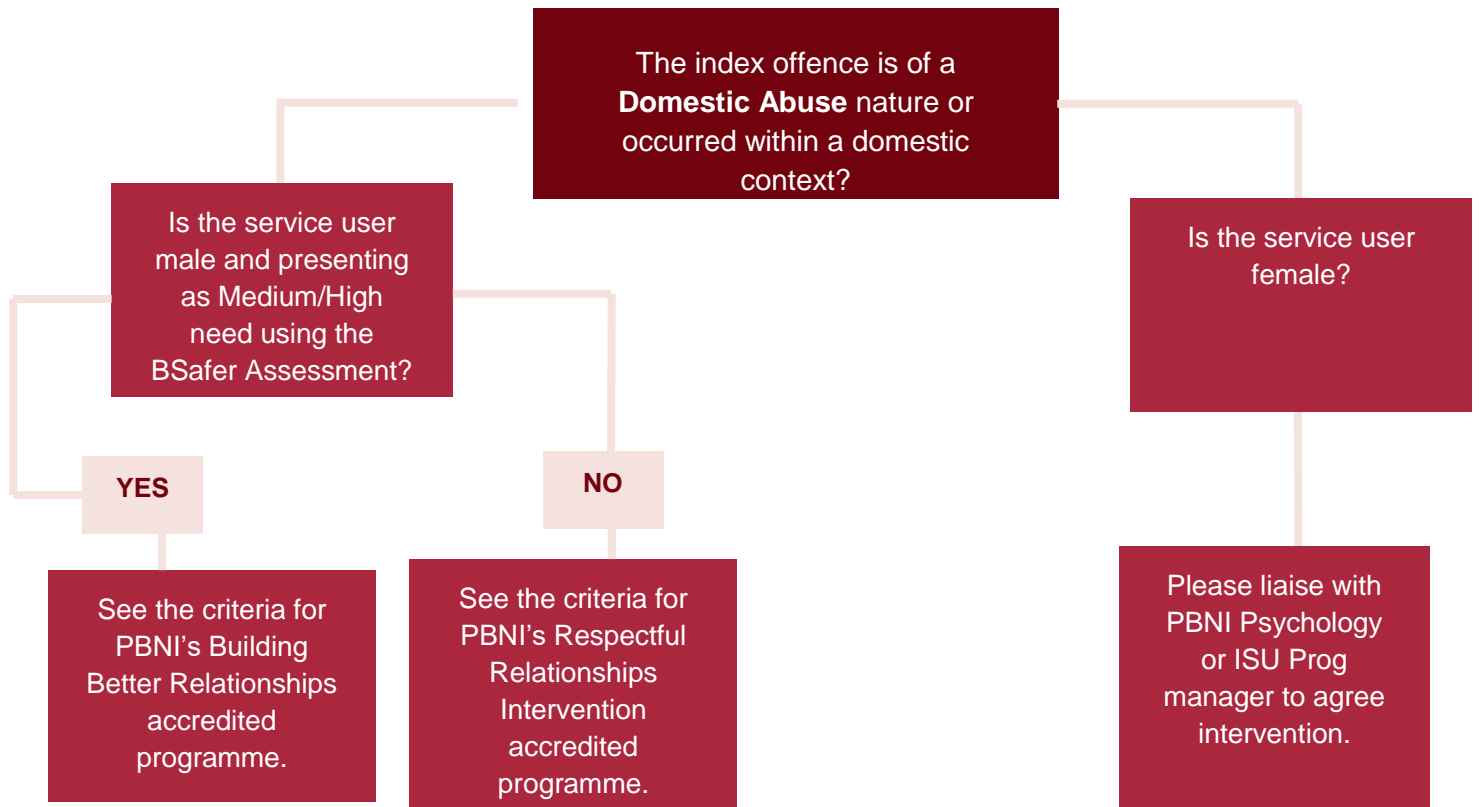 The index offence is of a
Domestic Abuse nature or
occurred within a domestic
context?
Is the service user
male and presenting
as Medium/High
need using the
BSafer Assessment?
Is the service user
female?
YES
NO
See the criteria for
PBNI’s Building
Better Relationships
accredited
programme.
See the criteria for
PBNI’s Respectful
Relationships
Intervention
accredited
programme.
Please liaise with
PBNI Psychology
or ISU Prog
manager to agree
intervention.